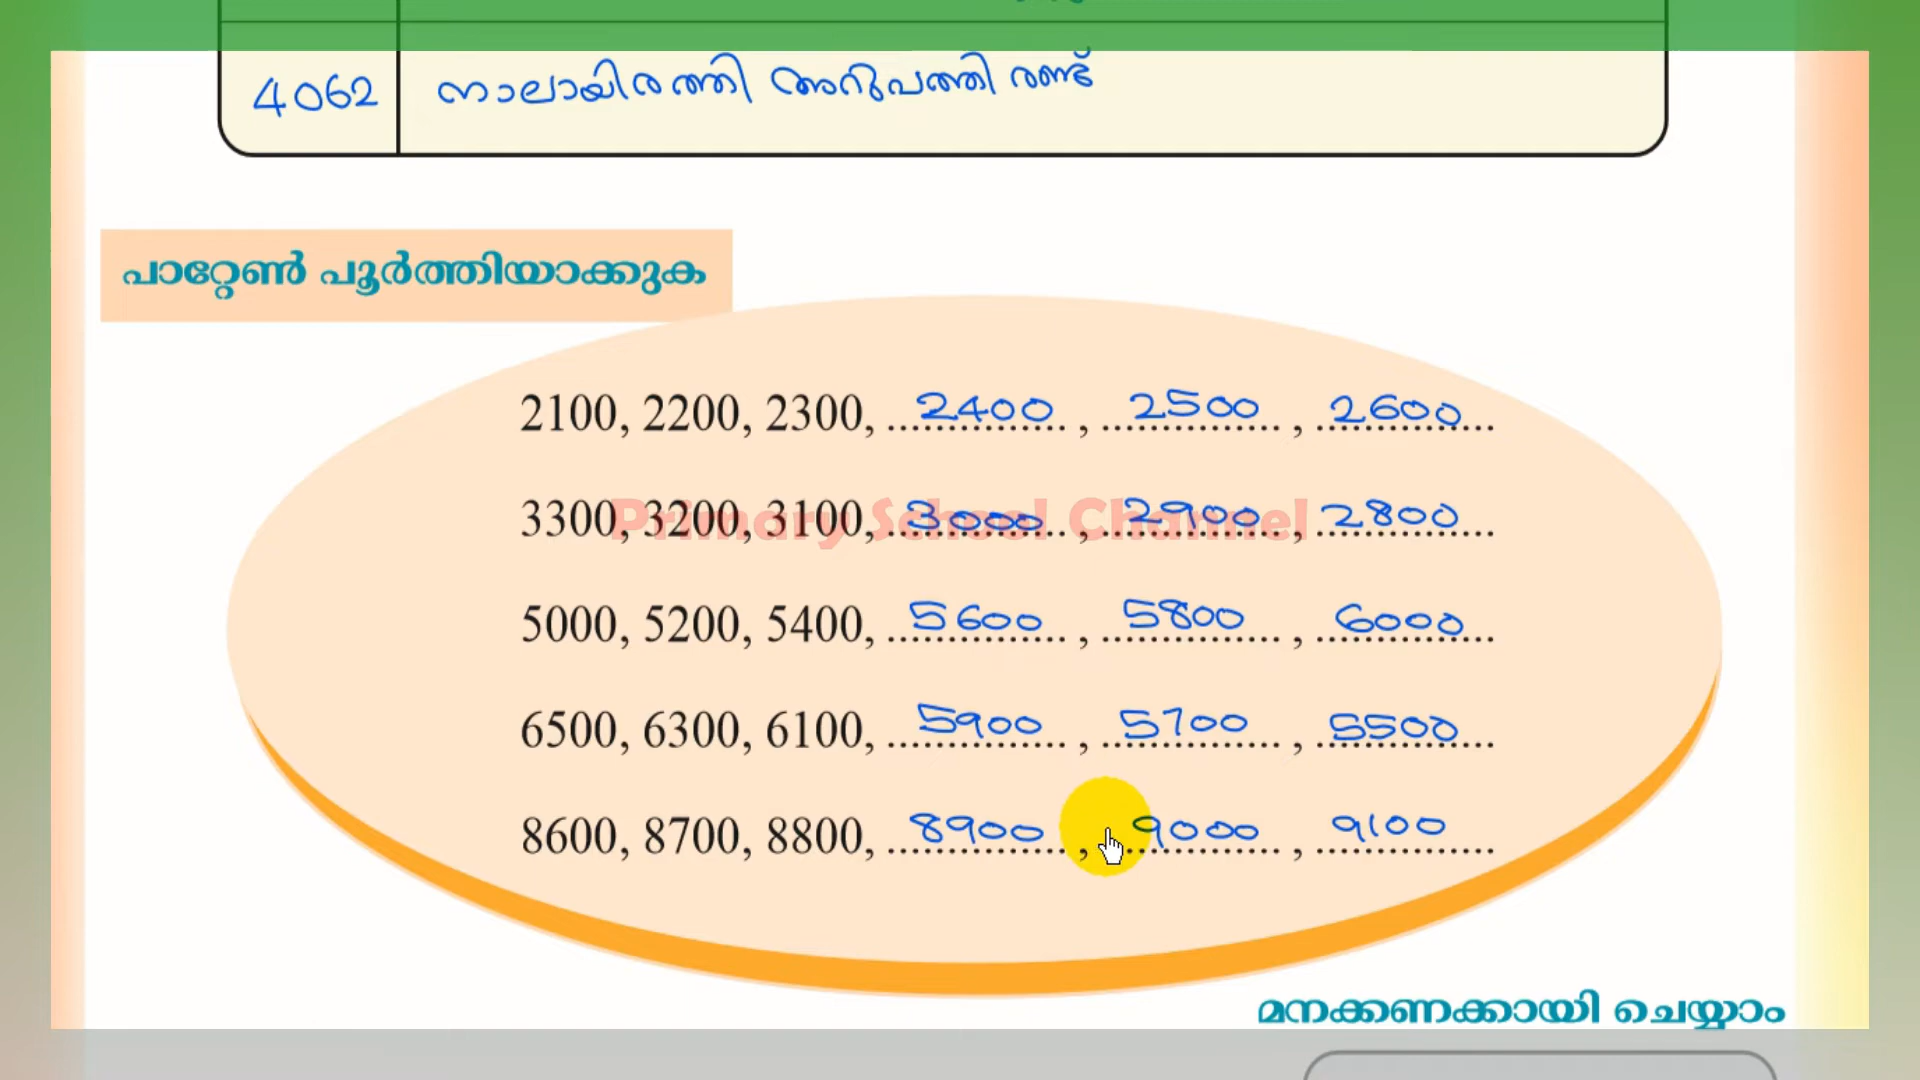 4062 നാലായിരത്തി അറുപത്തി രണ്ട്
പാറ്റേൺ പൂർത്തിയാക്കുക
2100, 2200, 2300, 2400 , 2500 , 2600
3300, 3200, 3100, 3000 , 2900 , 2800
Primary School Channel
5000, 5200, 5400, 5600 , 5800 , 6000
6500, 6300, 6100, 5900 , 5700 , 5500
8600, 8700, 8800, 8900 , 9000 , 9100
മനക്കണക്കായി ചെയ്യാം